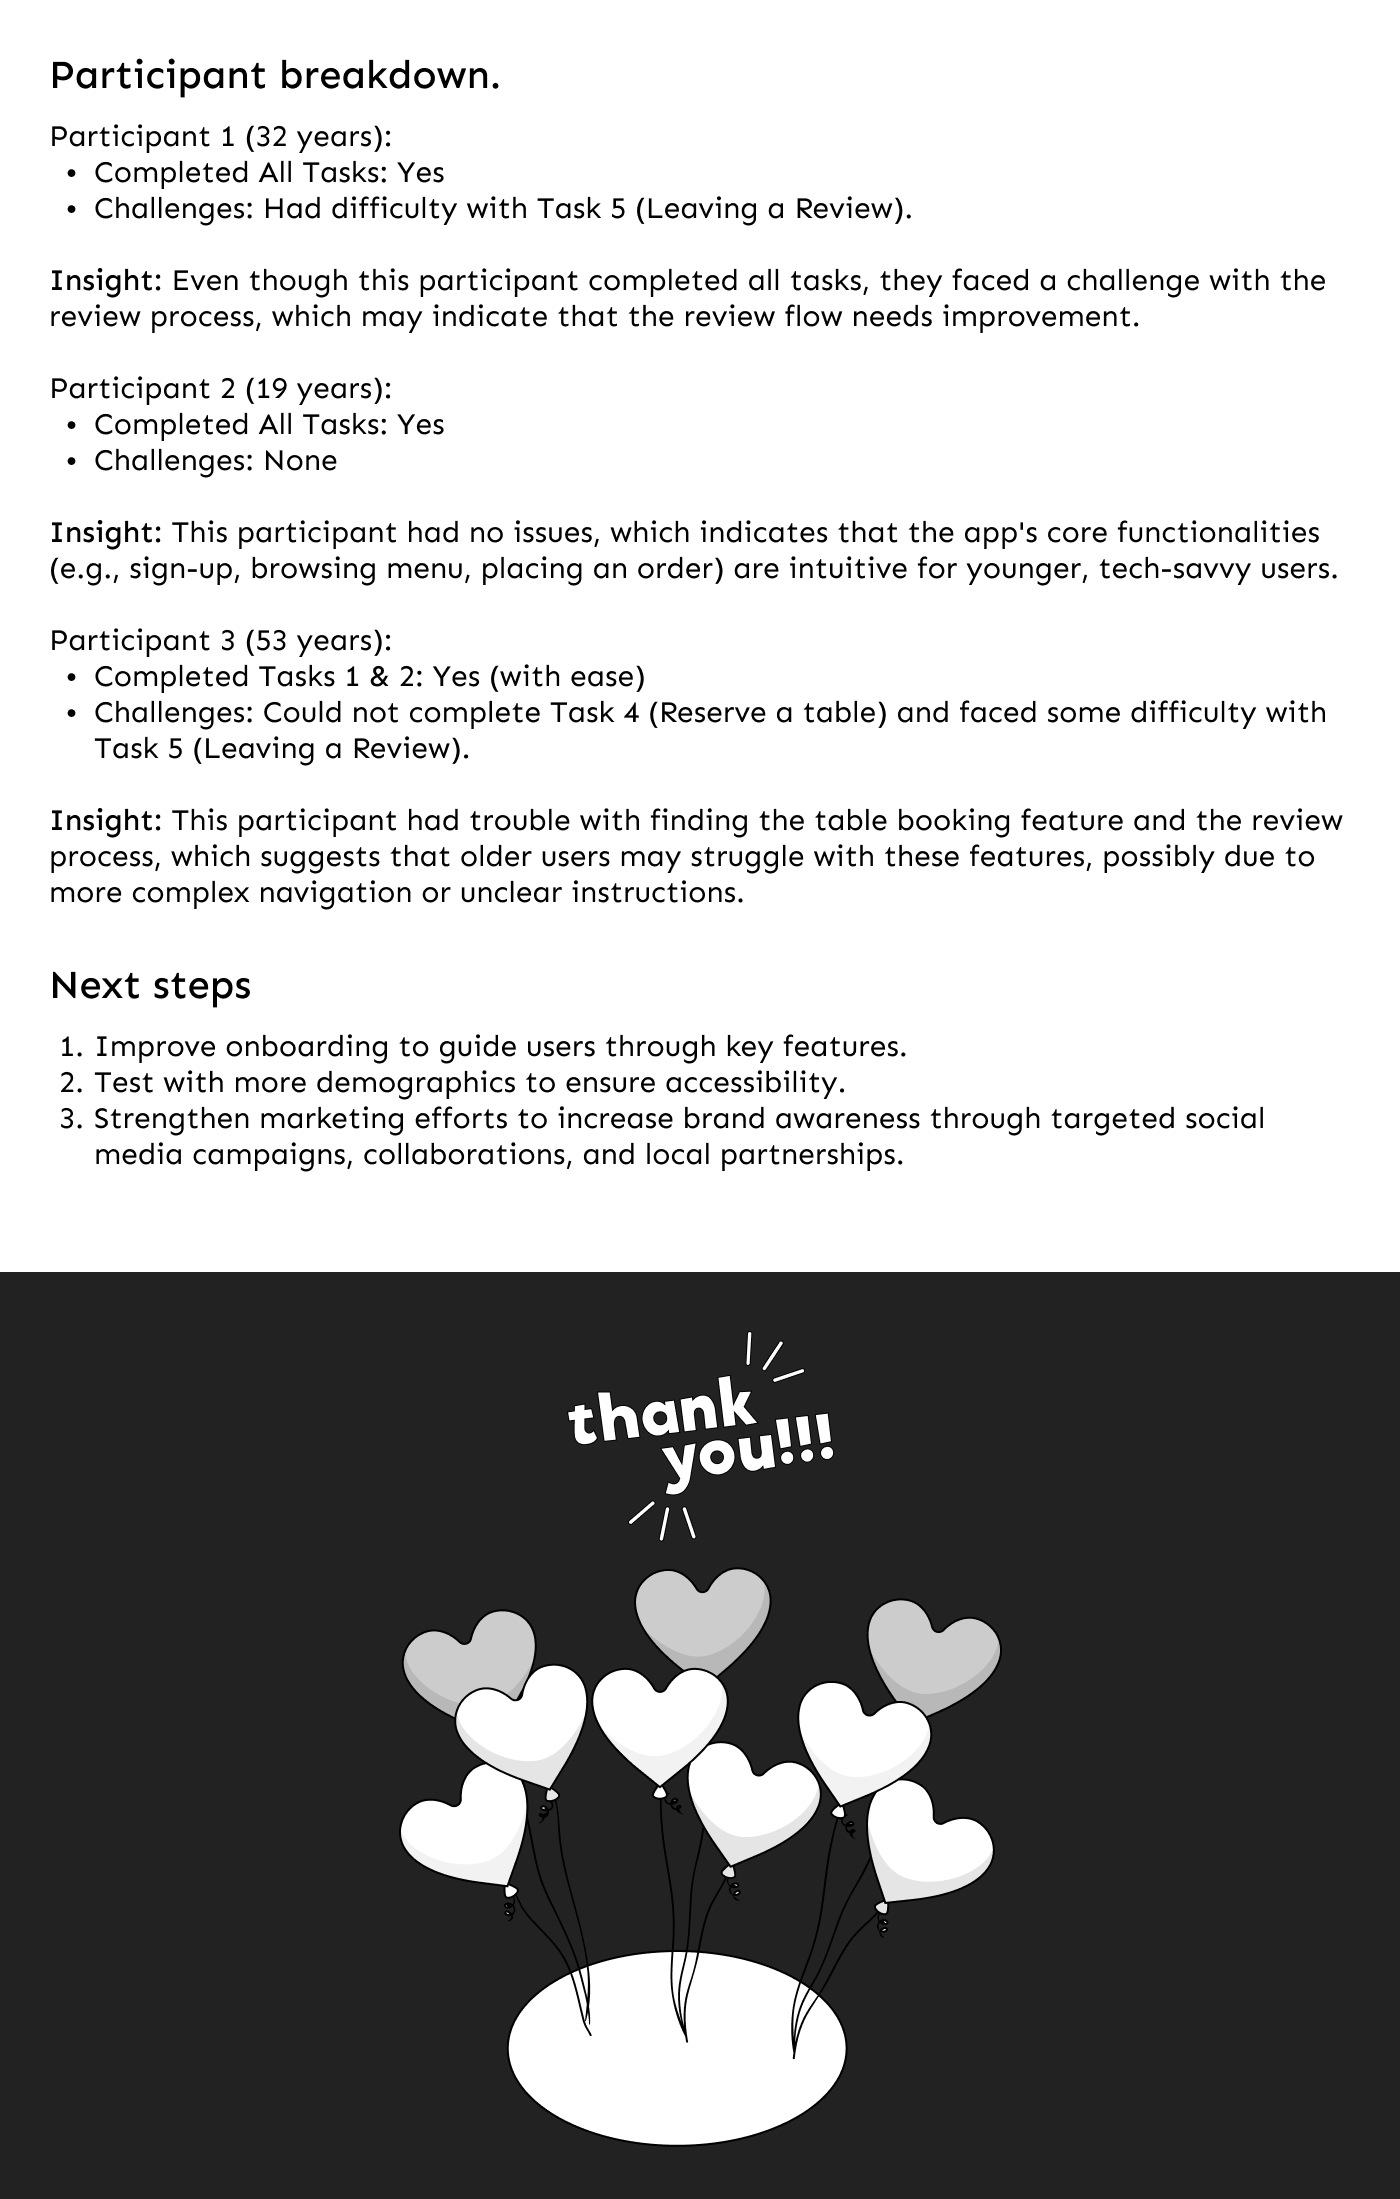 Participant breakdown.
Participant 1 (32 years):
• Completed All Tasks: Yes
• Challenges: Had difficulty with Task 5 (Leaving a Review).
Insight: Even though this participant completed all tasks, they faced a challenge with the
review process, which may indicate that the review flow needs improvement.
Participant 2 (19 years):
• Completed All Tasks: Yes
• Challenges: None
Insight: This participant had no issues, which indicates that the app's core functionalities
(e.g., sign-up, browsing menu, placing an order) are intuitive for younger, tech-savvy users.
Participant 3 (53 years):
• Completed Tasks 1 & 2: Yes (with ease)
• Challenges: Could not complete Task 4 (Reserve a table) and faced some difficulty with
Task 5 (Leaving a Review).
Insight: This participant had trouble with finding the table booking feature and the review
process, which suggests that older users may struggle with these features, possibly due to
more complex navigation or unclear instructions.
Next steps
1. Improve onboarding to guide users through key features.
2. Test with more demographics to ensure accessibility.
3. Strengthen marketing efforts to increase brand awareness through targeted social
media campaigns, collaborations, and local partnerships.
thank
you!!!